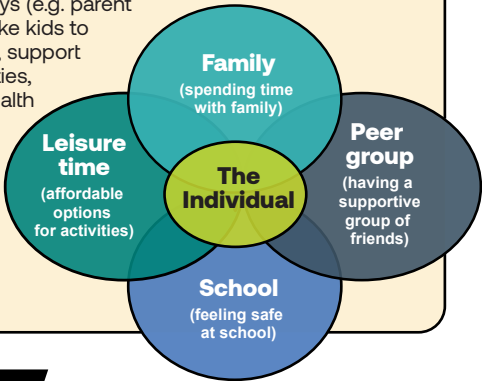 ys (e.g. parent
ke kids to
, support
ties,
alth
Family
(spending time
with family)
Leisure
time
(affordable
options
for activities)
Peer
group
(having a
supportive
group of
friends)
The
Individual
School
(feeling safe
at school)